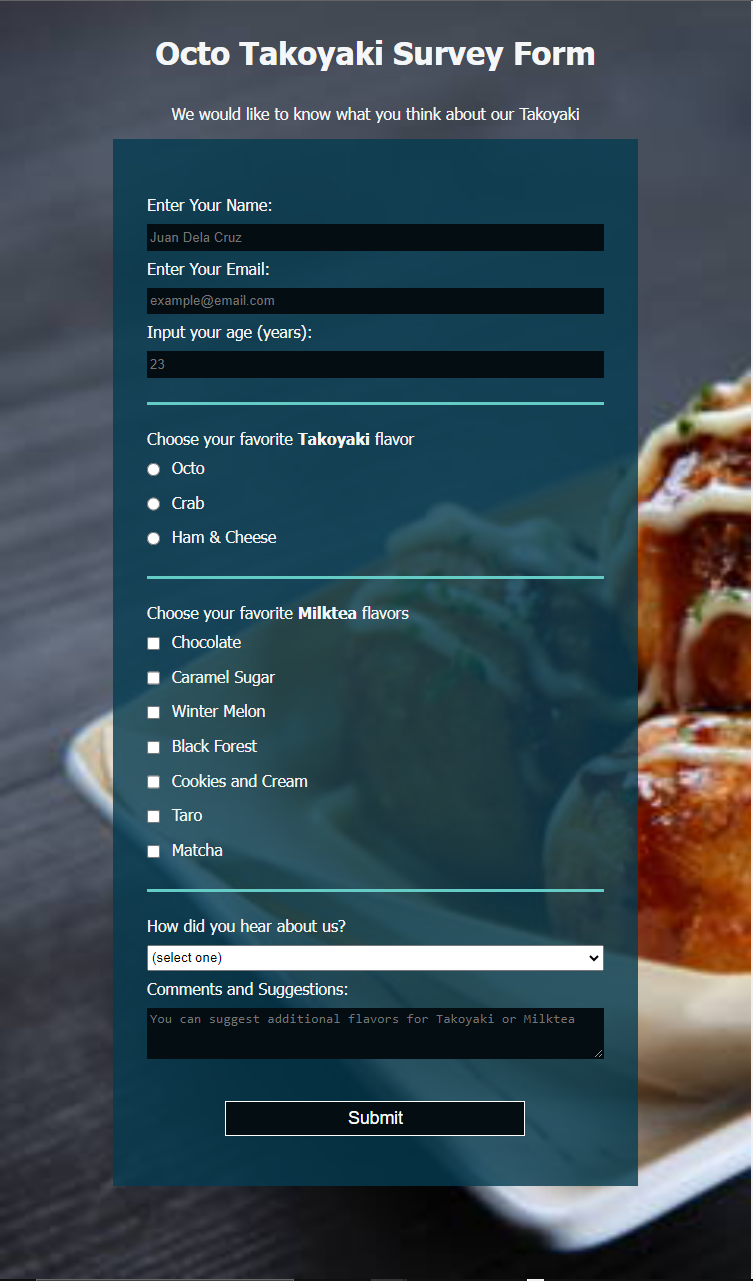 Octo Takoyaki Survey Form
We would like to know what you think about our Takoyaki
Enter Your Name:
Juan Dela Cruz
Enter Your Email:
example@email.com
Input your age (years):
23
Choose your favorite Takoyaki flavor
Octo
Crab
Ham & Cheese
Choose your favorite Milktea flavors
Chocolate
Caramel Sugar
Winter Melon
Black Forest
Cookies and Cream
Taro
Matcha
How did you hear about us?
(select one)
Comments and Suggestions:
You can suggest additional flavors for Takoyaki or Milktea
Submit